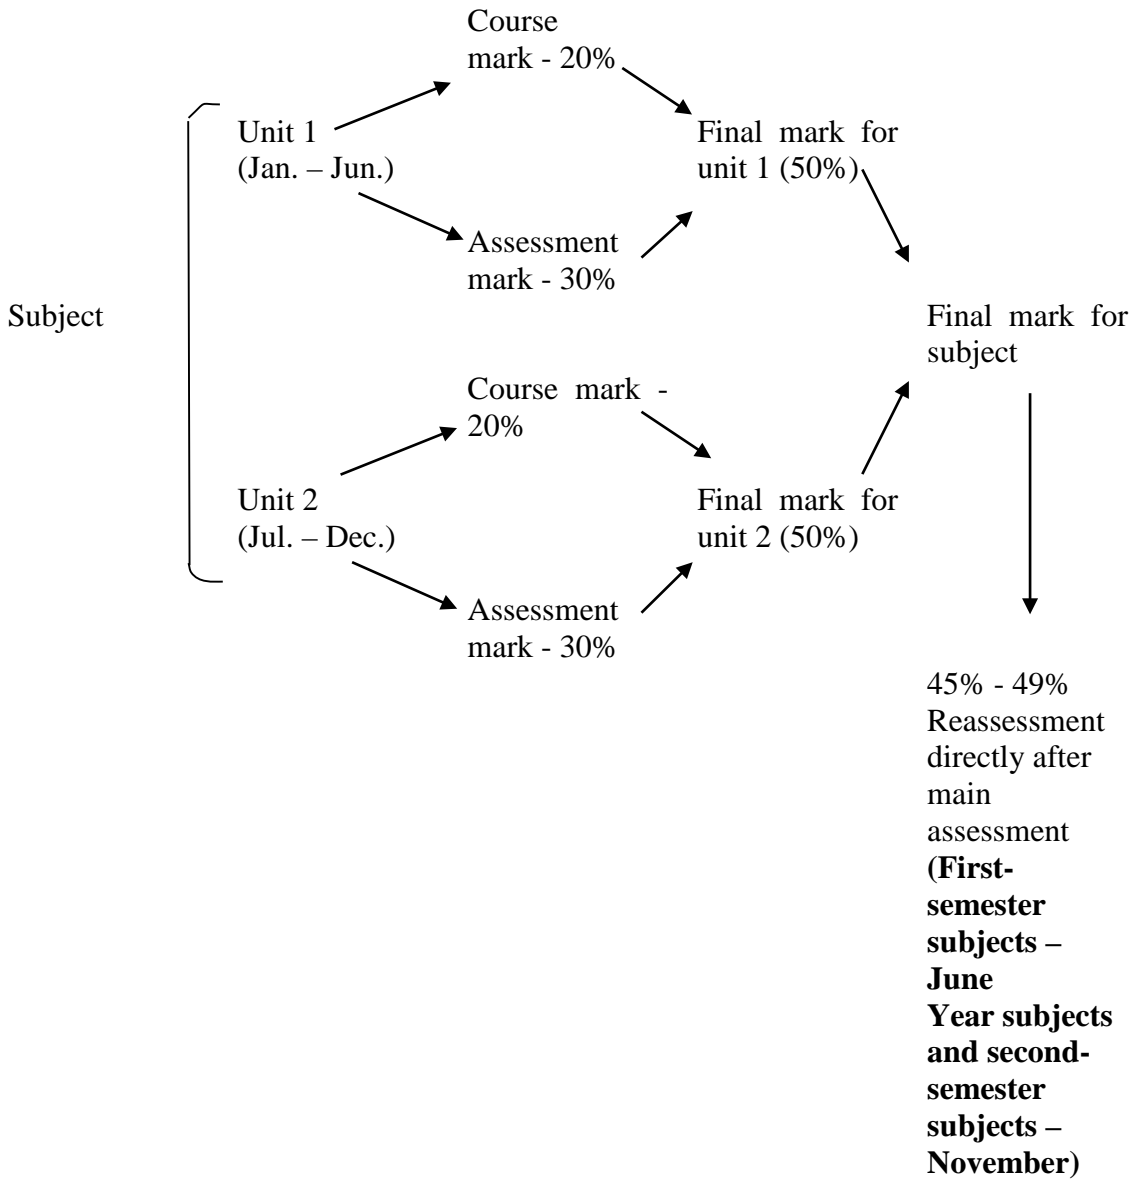 Course
mark - 20%
Unit 1
(Jan. – Jun.)
Final mark for
unit 1 (50%)
Assessment
mark - 30%
Subject
Final mark for
subject
Course mark -
20%
Unit 2
(Jul. – Dec.)
Final mark for
unit 2 (50%)
Assessment
mark - 30%
45% - 49%
Reassessment
directly after
main
assessment
(First-
semester
subjects –
June
Year subjects
and second-
semester
subjects –
November)